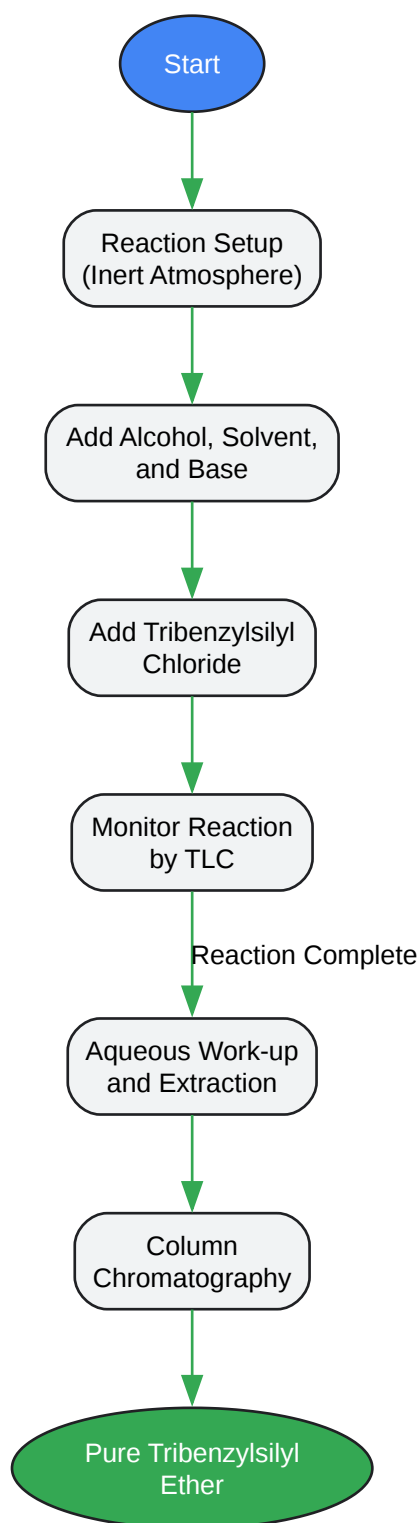 Start
Reaction Setup
(Inert Atmosphere)
Add Alcohol, Solvent,
and Base
Add Tribenzylsilyl
Chloride
Monitor Reaction
by TLC
Reaction Complete
Aqueous Work-up
and Extraction
Column
Chromatography
Pure Tribenzylsilyl
Ether